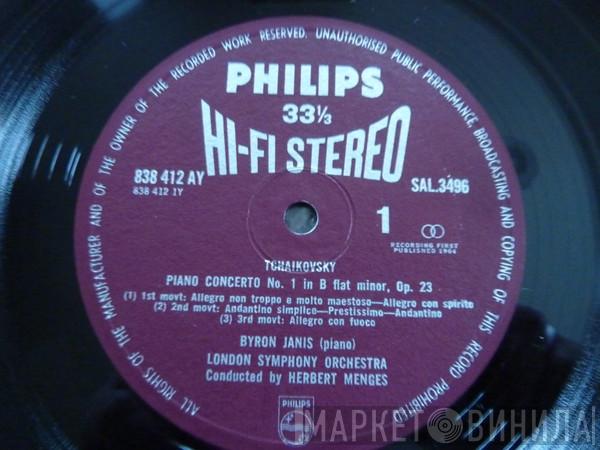 ALL RIGHTS OF THE MANUFACTURER AND OF THE OWNER OF THE RECORDED WORK RESERVED. UNAUTHORISED PUBLIC PERFORMANCE, BROADCASTING AND COPYING OF THIS RECORD PROHIBITED
PHILIPS
33⅓
HI-FI STEREO
838 412 AY
838 412 1Y
SAL.3496
1
RECORDING FIRST
PUBLISHED 1964
TCHAIKOVSKY
PIANO CONCERTO No. 1 in B flat minor, Op. 23
(1) 1st movt: Allegro non troppo e molto maestoso—Allegro con spirito
(2) 2nd movt: Andantino simplico—Prestissimo—Andantino
(3) 3rd movt: Allegro con fuoco
BYRON JANIS (piano)
LONDON SYMPHONY ORCHESTRA
Conducted by HERBERT MENGES
PHILIPS
МАРКЕТ ВИНИЛА